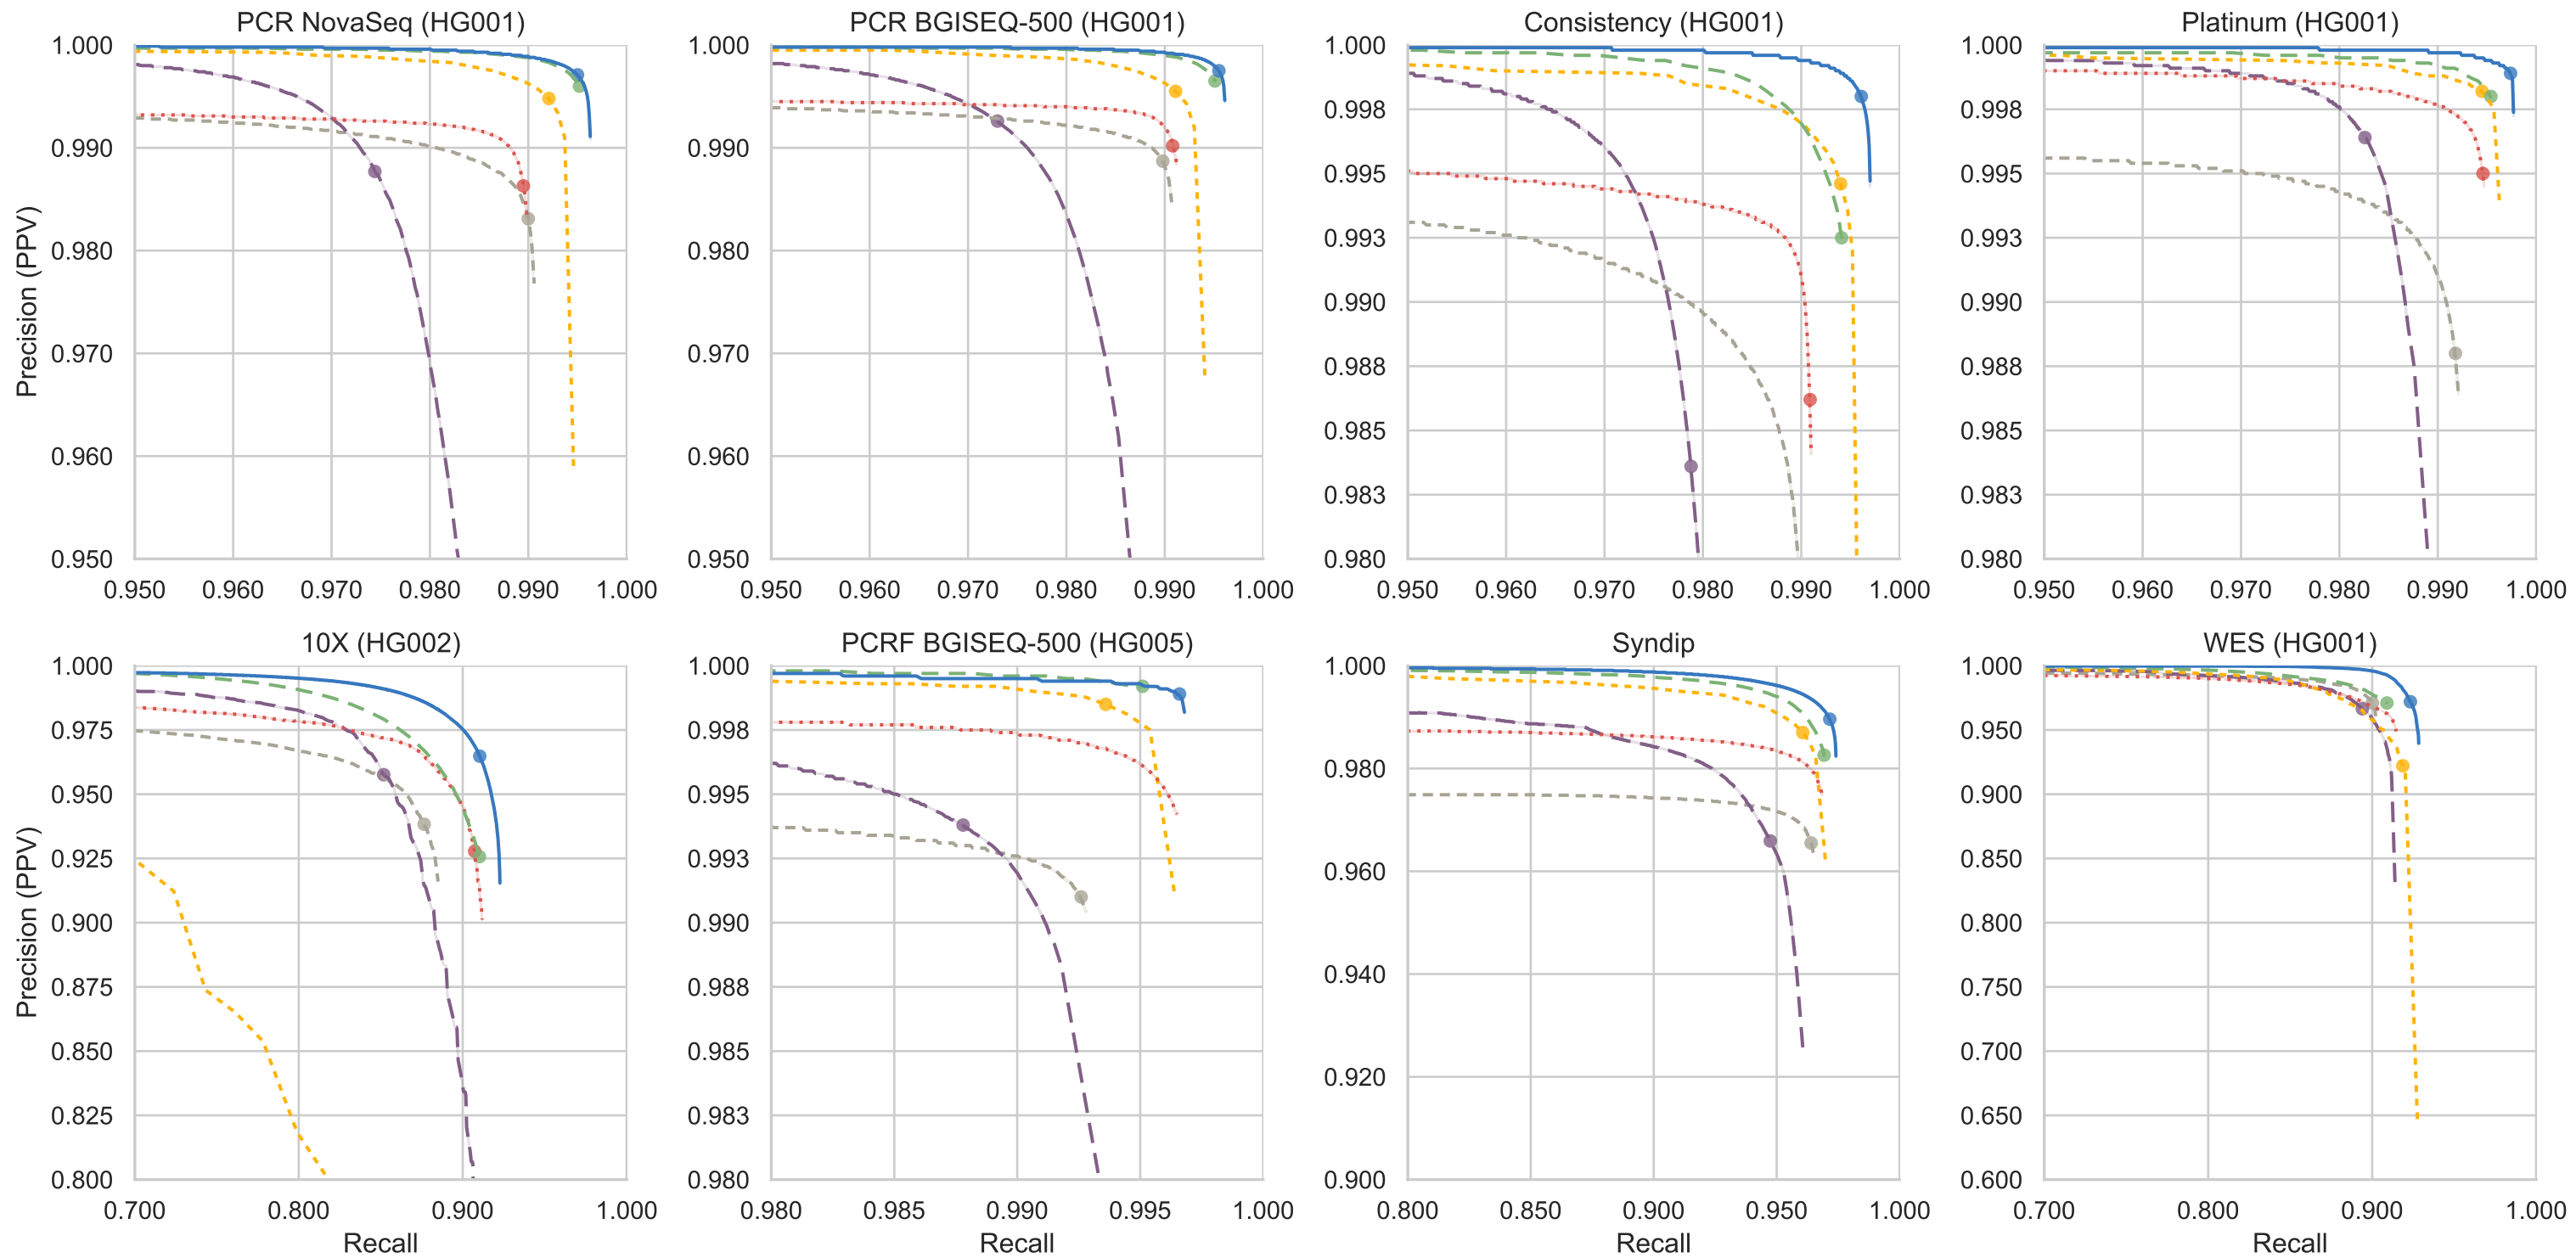 PCR NovaSeq (HG001)
1.000
0.990
0.980
0.970
0.960
0.950
0.950 0.960 0.970 0.980 0.990 1.000
Precision (PPV)
PCR BGISEQ-500 (HG001)
1.000
0.990
0.980
0.970
0.960
0.950
0.950 0.960 0.970 0.980 0.990 1.000
Consistency (HG001)
1.000
0.998
0.995
0.993
0.990
0.988
0.985
0.983
0.980
0.950 0.960 0.970 0.980 0.990 1.000
Platinum (HG001)
1.000
0.998
0.995
0.993
0.990
0.988
0.985
0.983
0.980
0.950 0.960 0.970 0.980 0.990 1.000
10X (HG002)
1.000
0.975
0.950
0.925
0.900
0.875
0.850
0.825
0.800
0.700 0.800 0.900 1.000
Precision (PPV)
Recall
PCRF BGISEQ-500 (HG005)
1.000
0.998
0.995
0.993
0.990
0.988
0.985
0.983
0.980
0.980 0.985 0.990 0.995 1.000
Recall
Syndip
1.000
0.980
0.960
0.940
0.920
0.900
0.800 0.850 0.900 0.950 1.000
Recall
WES (HG001)
1.000
0.950
0.900
0.850
0.800
0.750
0.700
0.650
0.600
0.700 0.800 0.900 1.000
Recall